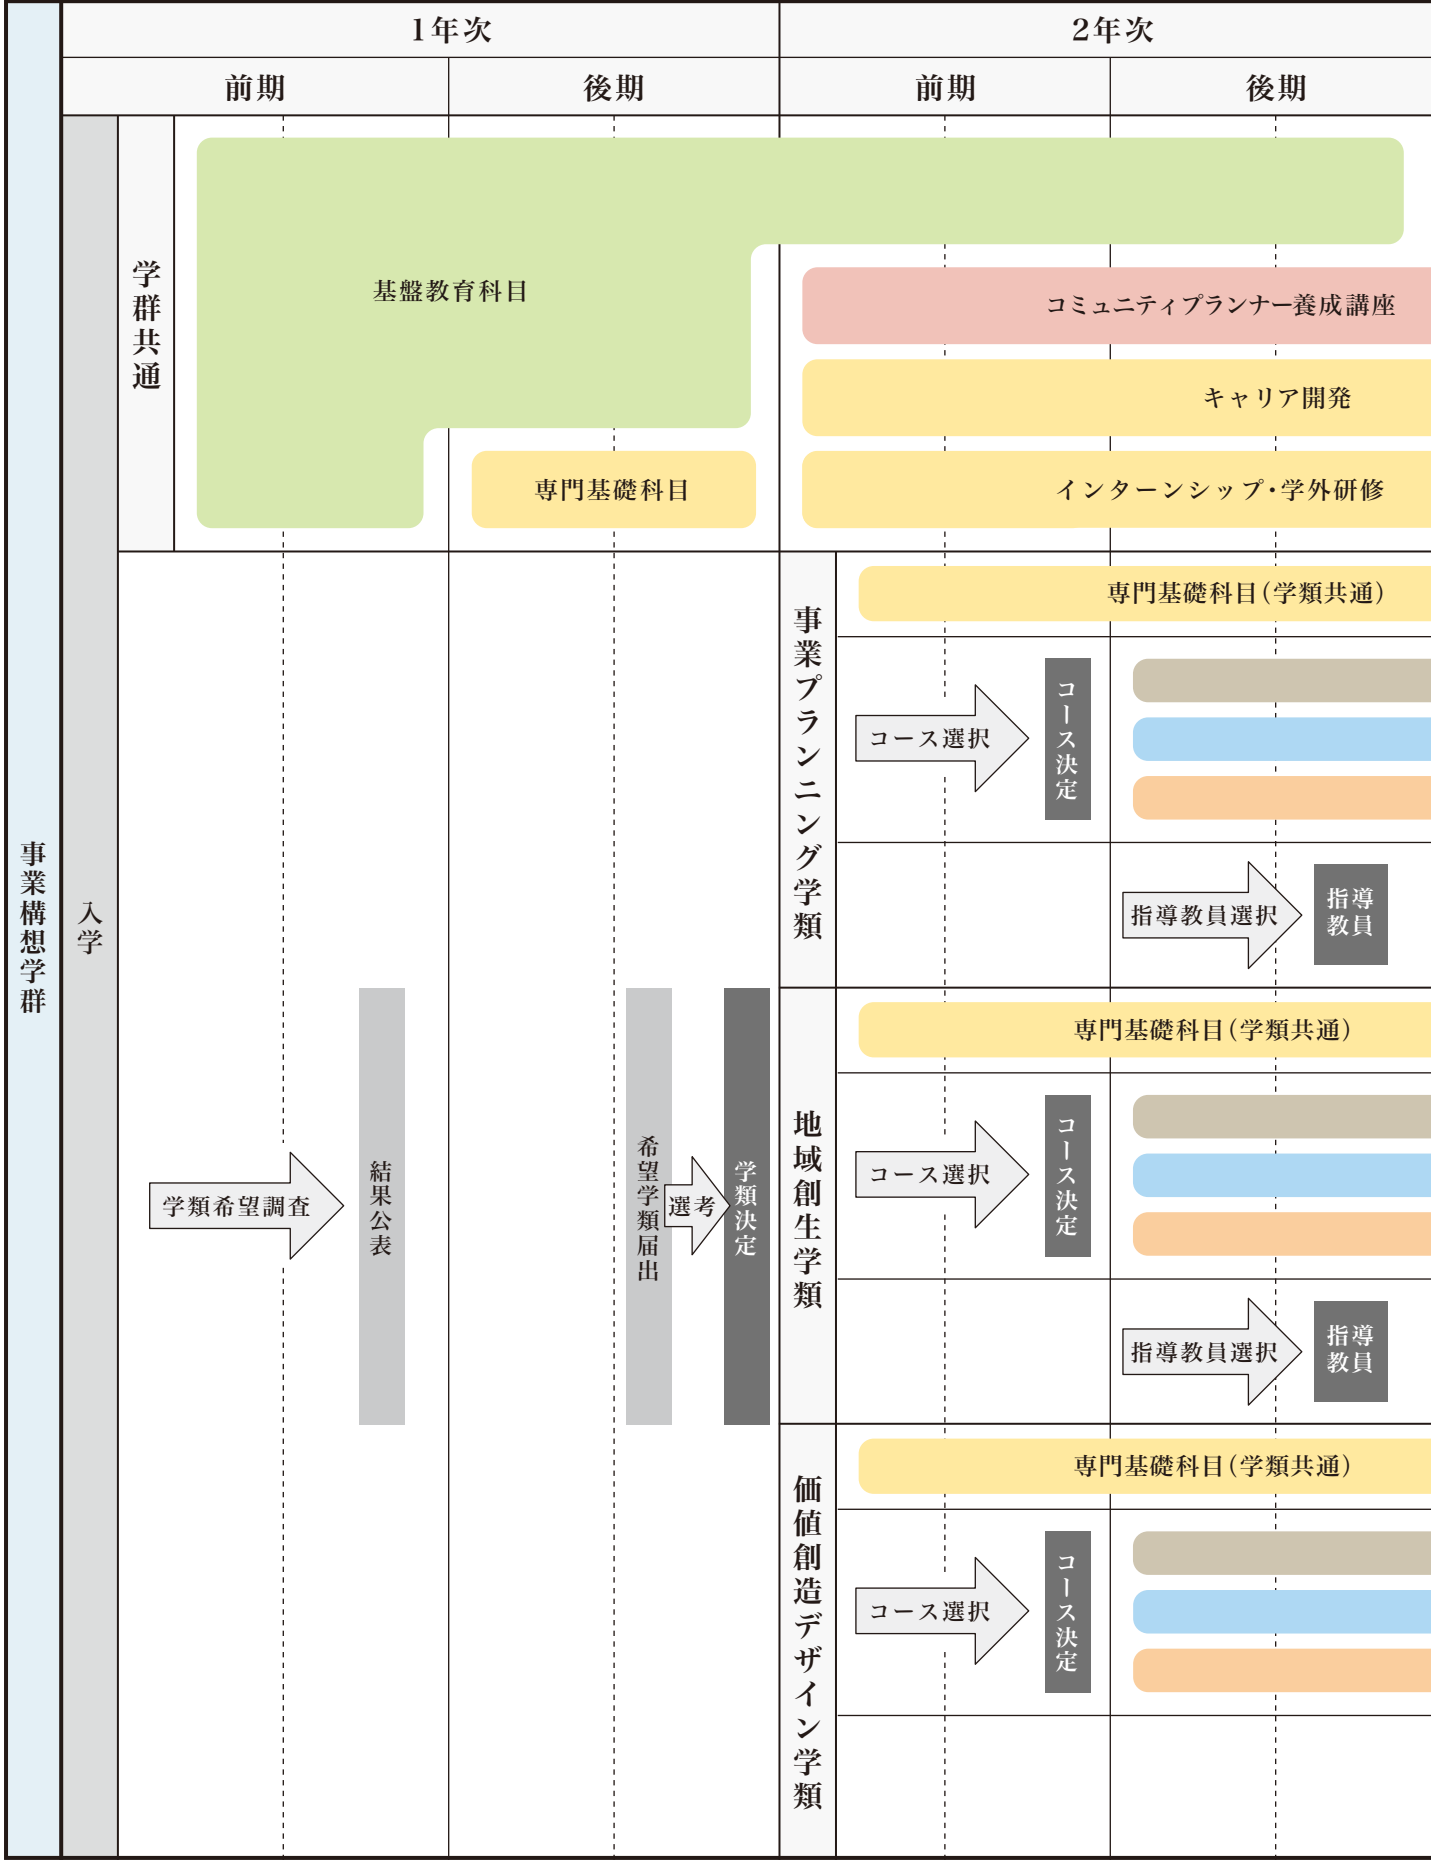 1年次
2年次
前期
後期
前期
後期
事業構想学群
入学
学群共通
基盤教育科目
コミュニティプランナー養成講座
キャリア開発
専門基礎科目
インターンシップ・学外研修
事業プランニング学類
専門基礎科目(学類共通)
コース選択
コース決定
指導教員選択
指導
教員
学類希望調査
結果公表
希望学類届出
選考
学類決定
地域創生学類
専門基礎科目(学類共通)
コース選択
コース決定
指導教員選択
指導
教員
価値創造デザイン学類
専門基礎科目(学類共通)
コース選択
コース決定